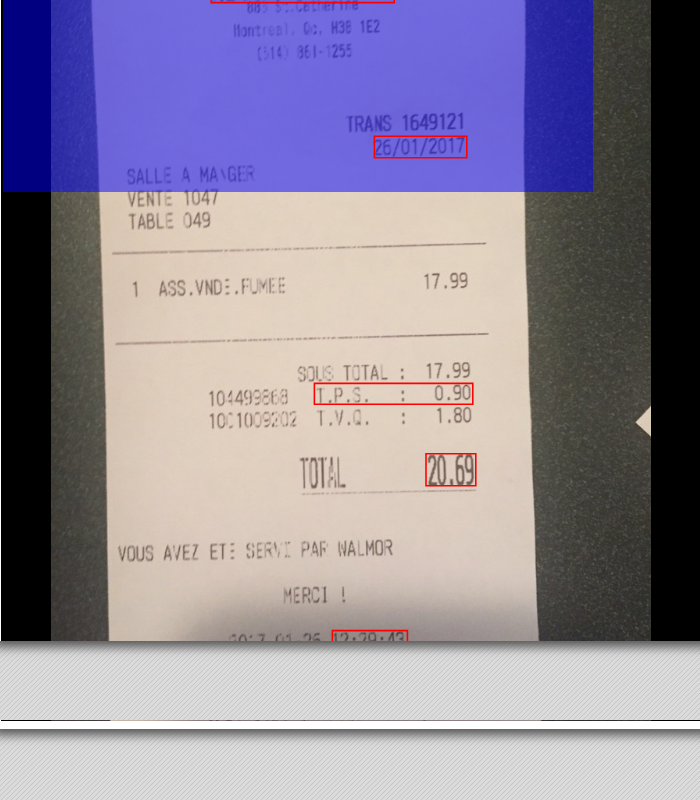 St.Catherine
Montreal, Qc, H3B 1E2
(514) 861-1255
TRANS 1649121
26/01/2017
SALLE A MANGER
VENTE 1047
TABLE 049
1 ASS.VNDE.FUMEE 17.99
SOUS TOTAL : 17.99
104499868 T.P.S. : 0.90
1001009202 T.V.Q. : 1.80
TOTAL 20.69
VOUS AVEZ ETE SERVI PAR WALMOR
MERCI !
2017-01-26 12:29:43